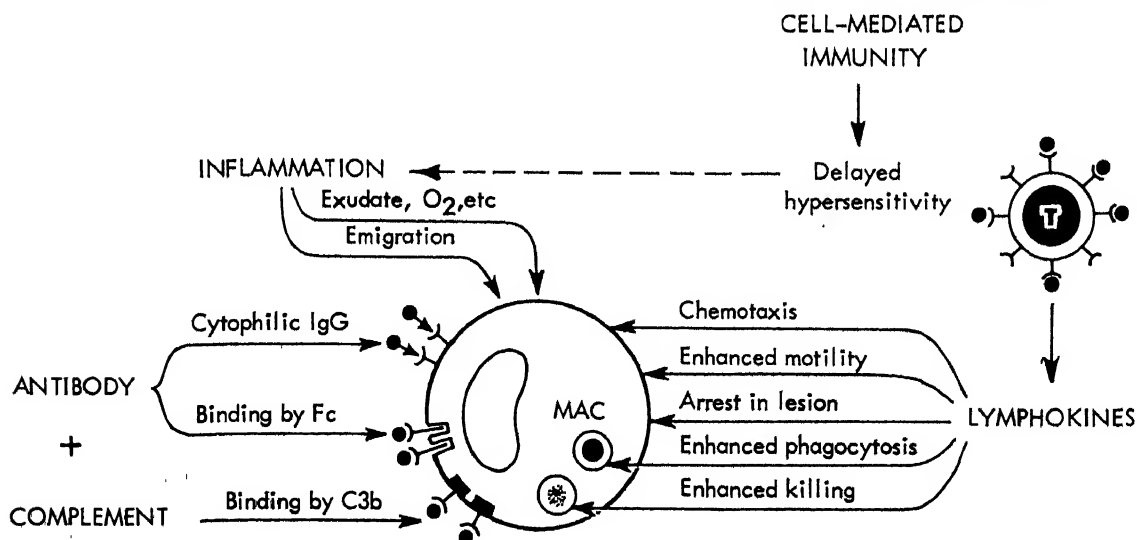 CELL-MEDIATED
IMMUNITY
INFLAMMATION
Delayed
hypersensitivity
T
Exudate, O2,etc
Emigration
Cytophilic IgG
Chemotaxis
Enhanced motility
ANTIBODY
MAC
Arrest in lesion
LYMPHOKINES
Binding by Fc
+
Enhanced phagocytosis
Enhanced killing
COMPLEMENT
Binding by C3b